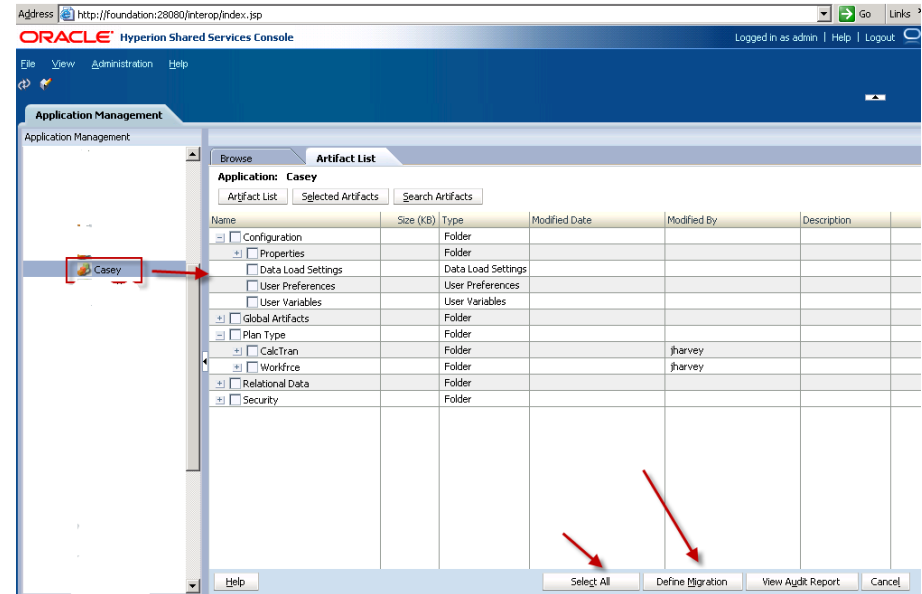 Address http://foundation:28080/interop/index.jsp Go Links
ORACLE Hyperion Shared Services Console Logged in as admin | Help | Logout
File View Administration Help
Application Management
Application Management
Browse Artifact List
Application: Casey
Artifact List Selected Artifacts Search Artifacts
Name Size (KB) Type Modified Date Modified By Description
Configuration Folder
Properties Folder
Casey Data Load Settings Data Load Settings
User Preferences User Preferences
User Variables User Variables
Global Artifacts Folder
Plan Type Folder
CalcTran Folder jharvey
Workfrce Folder jharvey
Relational Data Folder
Security Folder
Help Select All Define Migration View Audit Report Cancel